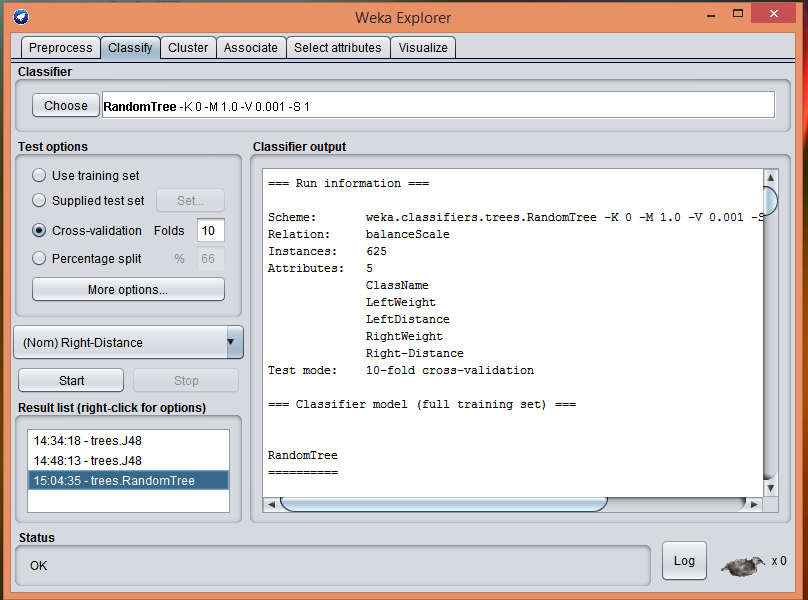 Weka Explorer
Preprocess Classify Cluster Associate Select attributes Visualize
Classifier
Choose RandomTree -K 0 -M 1.0 -V 0.001 -S 1
Test options
Use training set
Supplied test set Set...
Cross-validation Folds 10
Percentage split % 66
More options...
(Nom) Right-Distance
Start Stop
Result list (right-click for options)
14:34:18 - trees.J48
14:48:13 - trees.J48
15:04:35 - trees.RandomTree
Classifier output
=== Run information ===
Scheme: weka.classifiers.trees.RandomTree -K 0 -M 1.0 -V 0.001 -S
Relation: balanceScale
Instances: 625
Attributes: 5
ClassName
LeftWeight
LeftDistance
RightWeight
Right-Distance
Test mode: 10-fold cross-validation
=== Classifier model (full training set) ===
RandomTree
==========
Status
OK
Log
x 0